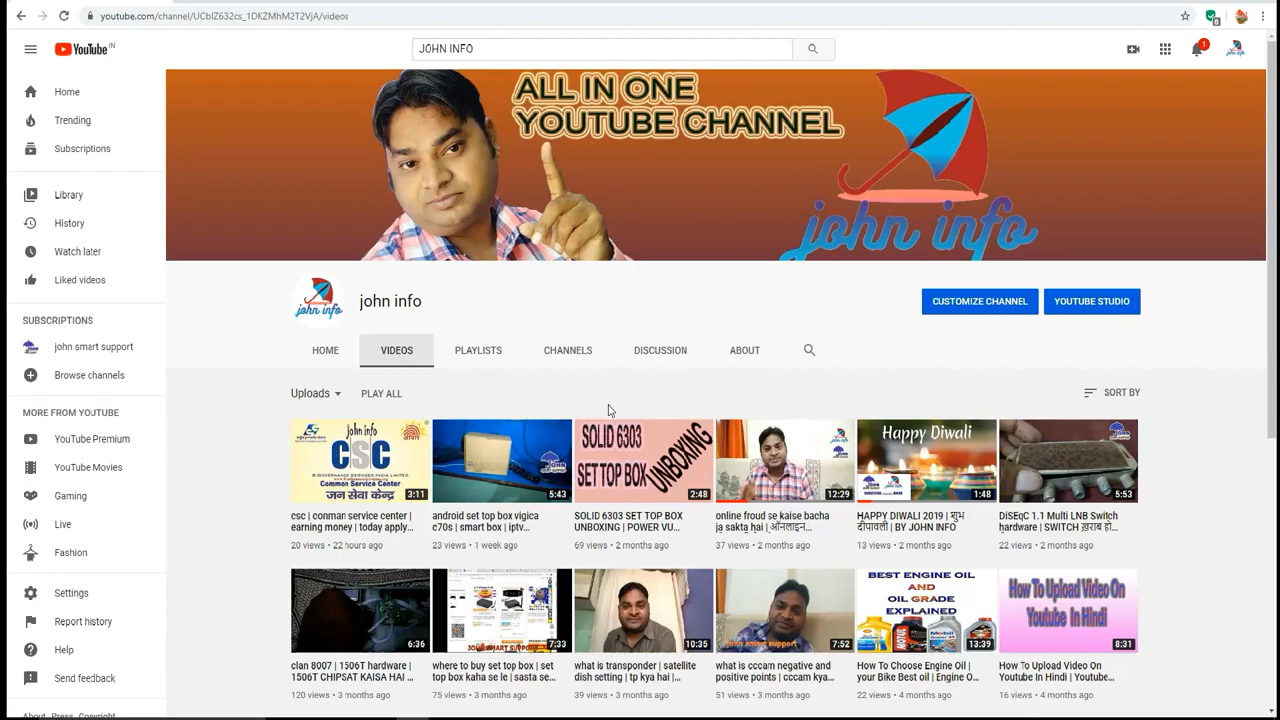 youtube.com/channel/UCbIZ632cs_1DKZMhM2T2VjA/videos
YouTube IN
JOHN INFO
1
Home
Trending
Subscriptions
Library
History
Watch later
Liked videos
SUBSCRIPTIONS
john smart support
Browse channels
MORE FROM YOUTUBE
YouTube Premium
YouTube Movies
Gaming
Live
Fashion
Settings
Report history
Help
Send feedback
About Press Copyright
ALL IN ONE
YOUTUBE CHANNEL
john info
john info
john info
CUSTOMIZE CHANNEL
YOUTUBE STUDIO
HOME
VIDEOS
PLAYLISTS
CHANNELS
DISCUSSION
ABOUT
Uploads
PLAY ALL
SORT BY
john info
CSC
E-GOVERNANCE SERVICES INDIA LIMITED
Common Service Center
जन सेवा केन्द्र
3:11
csc | conman service center |
earning money | today apply...
20 views • 22 hours ago
5:43
android set top box vigica
c70s | smart box | iptv...
23 views • 1 week ago
SOLID 6303
SET TOP BOX
UNBOXING
2:48
SOLID 6303 SET TOP BOX
UNBOXING | POWER VU...
69 views • 2 months ago
12:29
online froud se kaise bacha
ja sakta hai | ऑनलाइन...
37 views • 2 months ago
Happy Diwali
1:48
HAPPY DIWALI 2019 | शुभ
दीपावली | BY JOHN INFO
13 views • 2 months ago
5:53
DiSEqC 1.1 Multi LNB Switch
hardware | SWITCH ख़राब हो...
22 views • 2 months ago
6:36
clan 8007 | 1506T hardware |
1506T CHIPSAT KAISA HAI ...
120 views • 3 months ago
7:33
where to buy set top box | set
top box kaha se le | sasta se...
75 views • 3 months ago
10:35
what is transponder | satellite
dish setting | tp kya hai |...
39 views • 3 months ago
john smart support
7:52
what is cccam negative and
positive points | cccam kya...
51 views • 3 months ago
BEST ENGINE OIL
AND
OIL GRADE
EXPLAINED
13:39
How To Choose Engine Oil |
your Bike Best oil | Engine O...
22 views • 4 months ago
How To Upload Video On
Youtube In Hindi
8:31
How To Upload Video On
Youtube In Hindi | Youtube...
16 views • 4 months ago